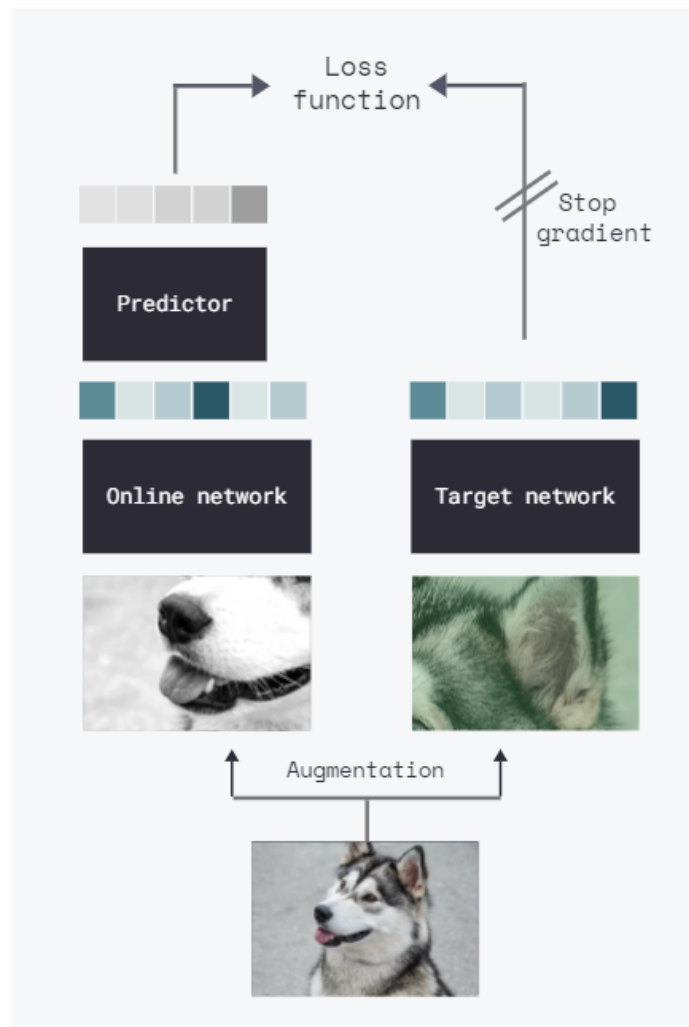 Loss
function
Stop
gradient
Predictor
Online network
Target network
Augmentation